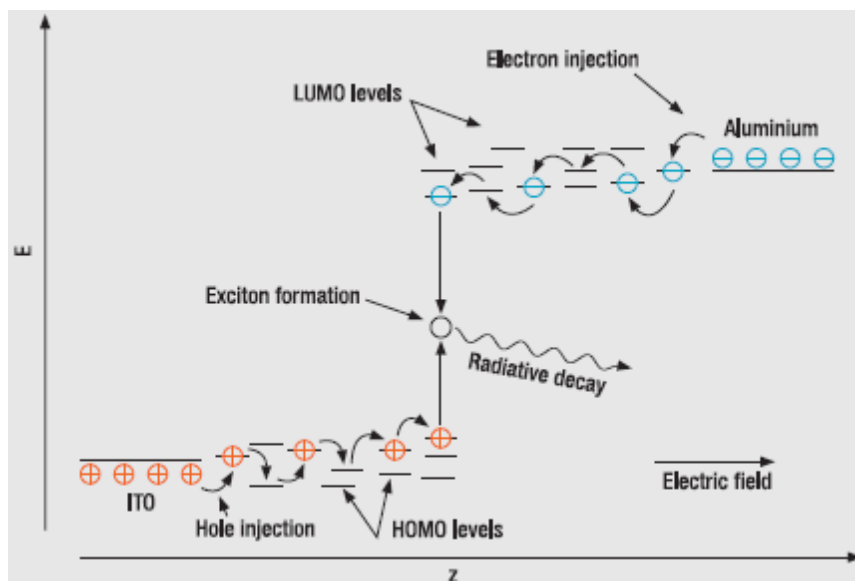 Electron injection
LUMO levels
Aluminium
E
Exciton formation
Radiative decay
ITO
Electric field
Hole injection
HOMO levels
z